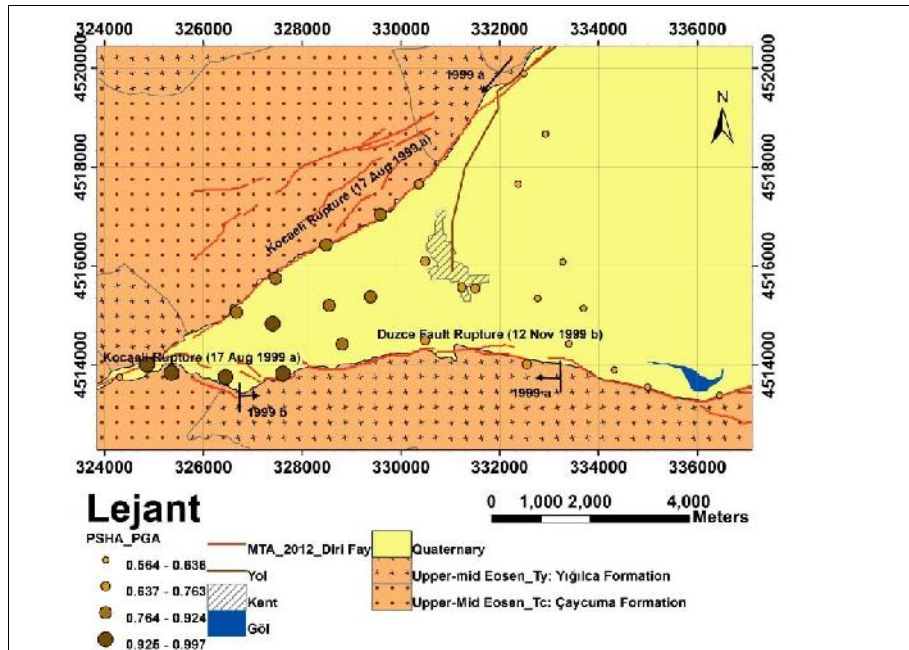 324000 326000 328000 330000 332000 334000 336000
4520000 4520000
1999 a
N
4518000 4518000
Kocaeli Rupture (17 Aug 1999 a)
4516000 4516000
Duzce Fault Rupture (12 Nov 1999 b)
Kocaeli Rupture (17 Aug 1999 a)
4514000 4514000
1999 a
1999 b
324000 326000 328000 330000 332000 334000 336000
Lejant
0 1,000 2,000 4,000
Meters
PSHA_PGA
0.564 - 0.636
0.637 - 0.763
0.764 - 0.924
0.925 - 0.997
MTA_2012_Diri Fay
Yol
Kent
Göl
Quaternary
Upper-mid Eosen_Ty: Yığılca Formation
Upper-Mid Eosen_Tc: Çaycuma Formation